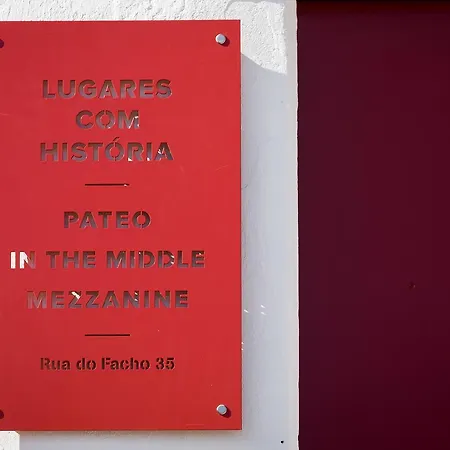 LUGARES
COM
HISTÓRIA
PATEO
IN THE MIDDLE
MEZZANINE
Rua do Facho 35